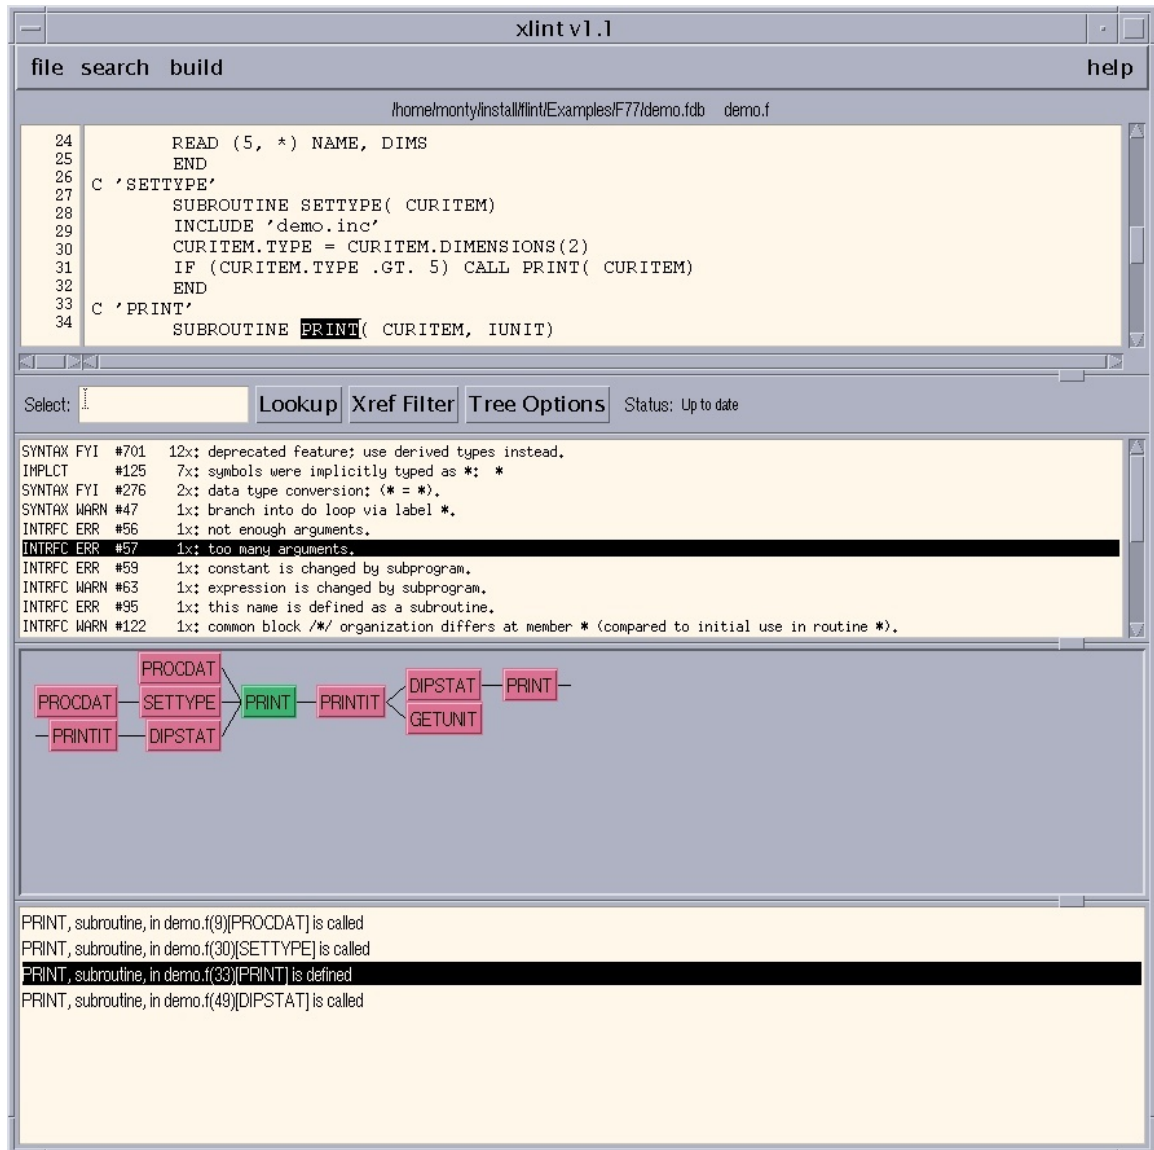 xlint v1.1
file search build help
/home/monty/install/flint/Examples/F77/demo.fdb demo.f
24 READ (5, *) NAME, DIMS
25 END
26 C 'SETTYPE'
27 SUBROUTINE SETTYPE( CURITEM)
28 INCLUDE 'demo.inc'
29 CURITEM.TYPE = CURITEM.DIMENSIONS(2)
30 IF (CURITEM.TYPE .GT. 5) CALL PRINT( CURITEM)
31 END
32 C 'PRINT'
33 SUBROUTINE PRINT( CURITEM, IUNIT)
34
Select: Lookup Xref Filter Tree Options Status: Up to date
SYNTAX FYI #701 12x: deprecated feature; use derived types instead.
IMPLCT #125 7x: symbols were implicitly typed as *: *
SYNTAX FYI #276 2x: data type conversion: (* = *).
SYNTAX WARN #47 1x: branch into do loop via label *.
INTRFC ERR #56 1x: not enough arguments.
INTRFC ERR #57 1x: too many arguments.
INTRFC ERR #59 1x: constant is changed by subprogram.
INTRFC WARN #63 1x: expression is changed by subprogram.
INTRFC ERR #95 1x: this name is defined as a subroutine.
INTRFC WARN #122 1x: common block /*/ organization differs at member * (compared to initial use in routine *).
PROCDAT
DIPSTAT PRINT
PROCDAT SETTYPE PRINT PRINTIT
GETUNIT
PRINTIT DIPSTAT
PRINT, subroutine, in demo.f(9)[PROCDAT] is called
PRINT, subroutine, in demo.f(30)[SETTYPE] is called
PRINT, subroutine, in demo.f(33)[PRINT] is defined
PRINT, subroutine, in demo.f(49)[DIPSTAT] is called